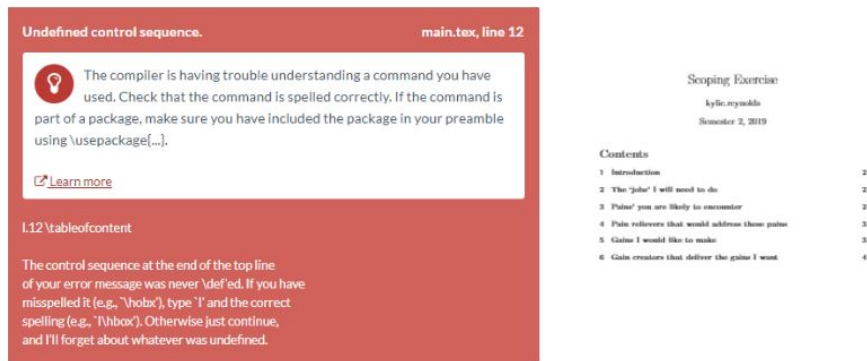 Undefined control sequence. main.tex, line 12
The compiler is having trouble understanding a command you have
used. Check that the command is spelled correctly. If the command is
part of a package, make sure you have included the package in your preamble
using \usepackage{...}.
Learn more
l.12 \tableofcontent
The control sequence at the end of the top line
of your error message was never \def'ed. If you have
misspelled it (e.g., `\hobx'), type `I' and the correct
spelling (e.g., `I\hbox'). Otherwise just continue,
and I'll forget about whatever was undefined.
Scoping Exercise
kylie.reynolds
Semester 2, 2019
Contents
1 Introduction 2
2 The 'jobs' I will need to do 2
3 Pains' you are likely to encounter 2
4 Pain relievers that would address those pains 3
5 Gains I would like to make 3
6 Gain creators that deliver the gains I want 4